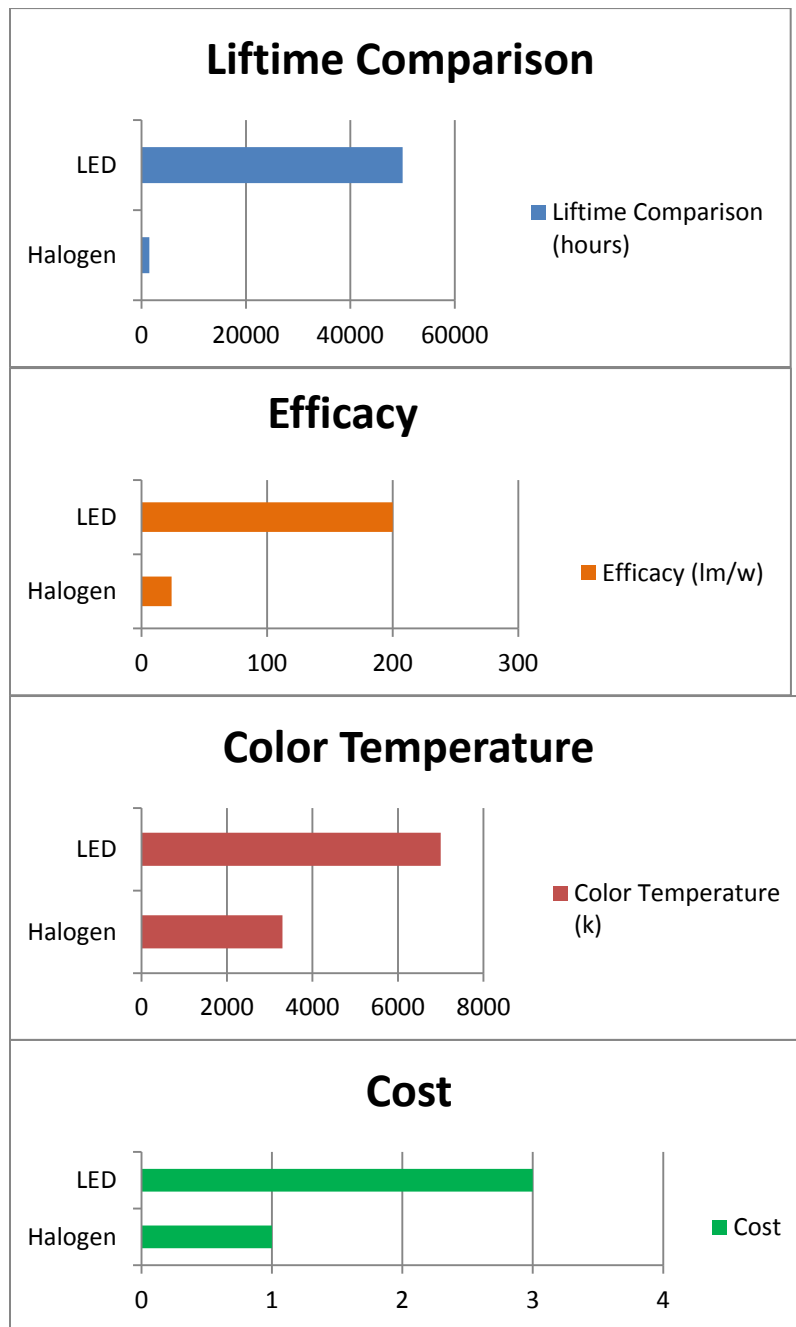 Liftime Comparison
LED
Halogen
0 20000 40000 60000
Liftime Comparison
(hours)
Efficacy
LED
Halogen
0 100 200 300
Efficacy (lm/w)
Color Temperature
LED
Halogen
0 2000 4000 6000 8000
Color Temperature
(k)
Cost
LED
Halogen
0 1 2 3 4
Cost